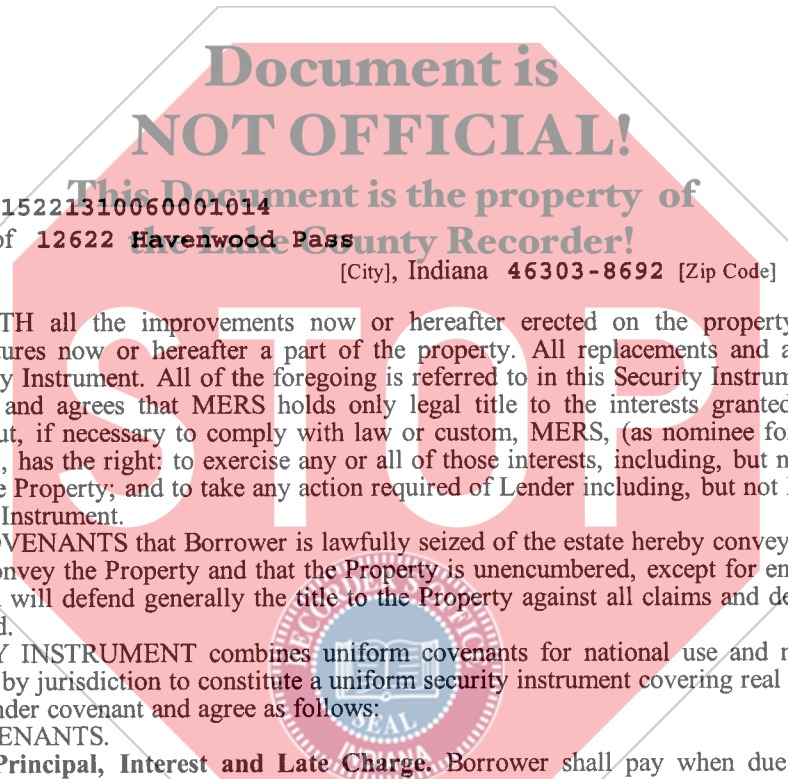 Document is
NOT OFFICIAL!
This Document is the property of
the Lake County Recorder!
15221310060001014
of 12622 Havenwood Pass
[City], Indiana 46303-8692 [Zip Code]
STOP
TH all the improvements now or hereafter erected on the property
tures now or hereafter a part of the property. All replacements and a
y Instrument. All of the foregoing is referred to in this Security Instrum
and agrees that MERS holds only legal title to the interests granted
ut, if necessary to comply with law or custom, MERS, (as nominee fo
, has the right: to exercise any or all of those interests, including, but n
e Property; and to take any action required of Lender including, but not
Instrument.
OVENANTS that Borrower is lawfully seized of the estate hereby convey
onvey the Property and that the Property is unencumbered, except for en
will defend generally the title to the Property against all claims and de
d.
Y INSTRUMENT combines uniform covenants for national use and n
by jurisdiction to constitute a uniform security instrument covering real
nder covenant and agree as follows:
ENANTS.
Principal, Interest and Late Charge. Borrower shall pay when due
SEAL
INDIANA